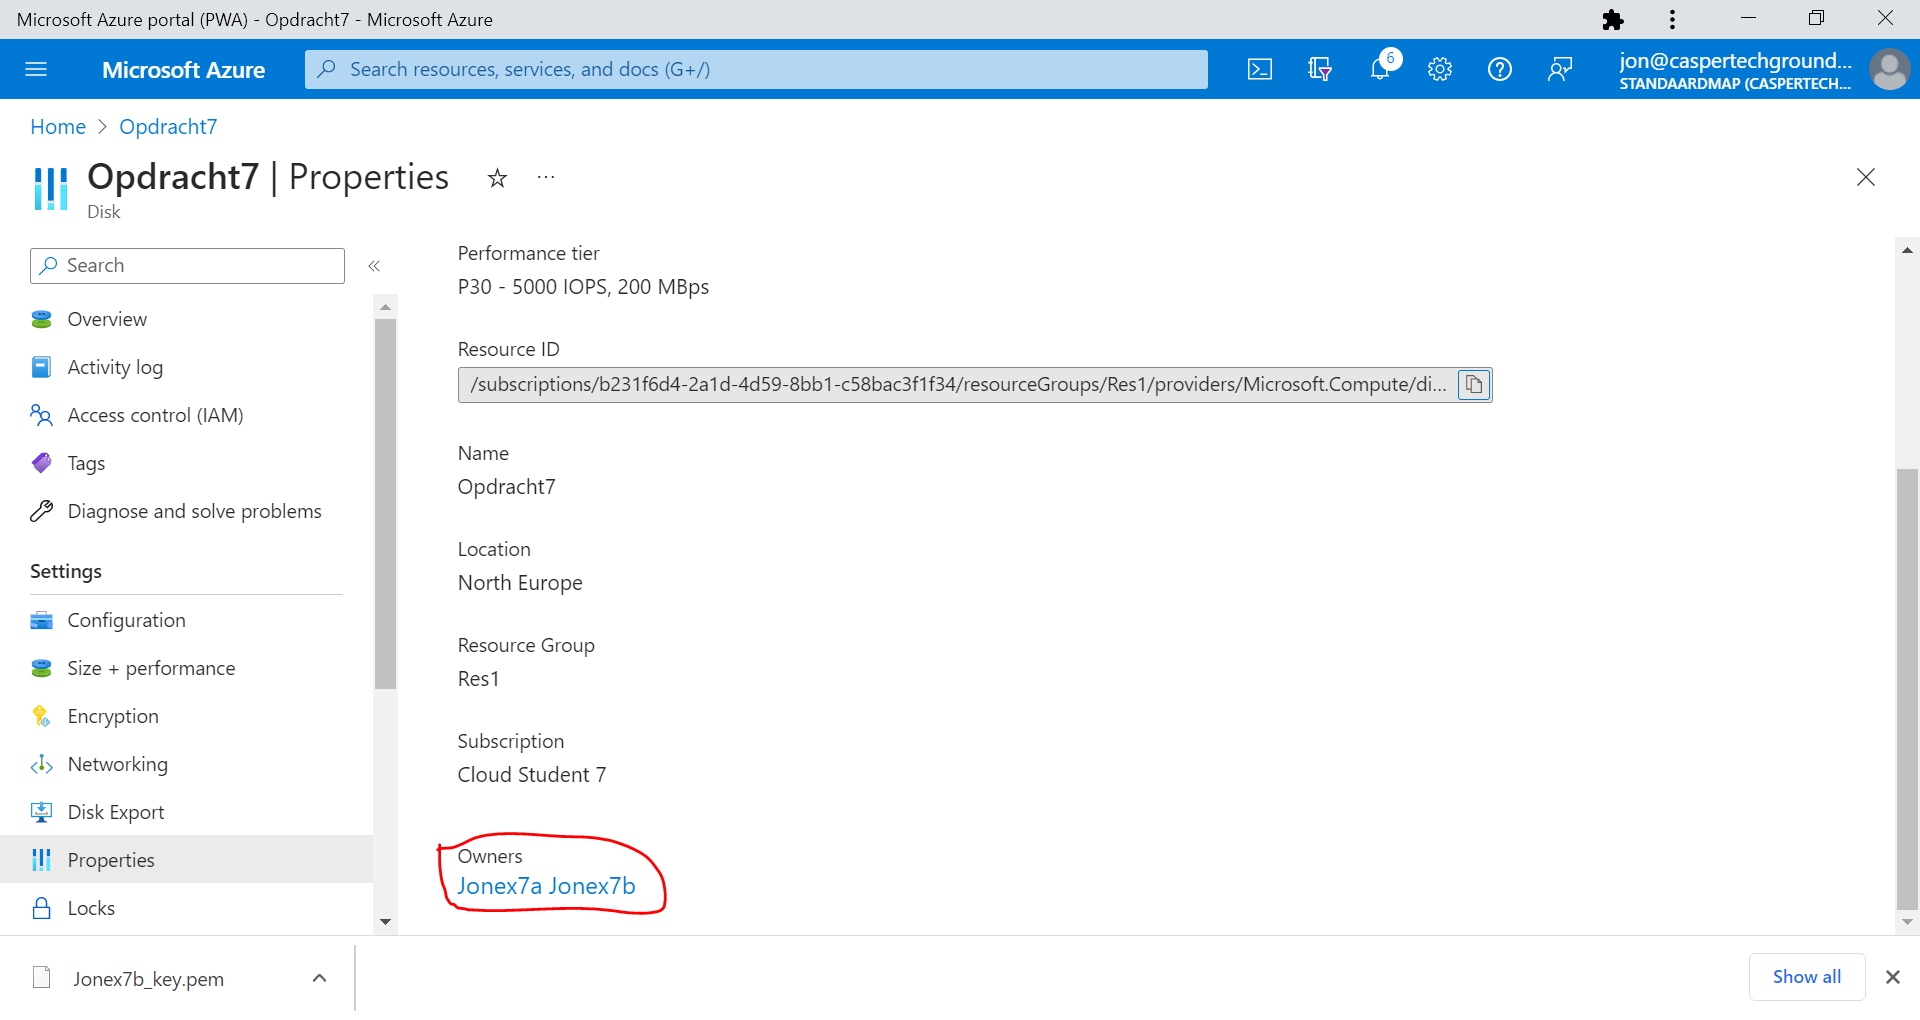 Microsoft Azure portal (PWA) - Opdracht7 - Microsoft Azure
Microsoft Azure
Search resources, services, and docs (G+/)
6
jon@caspertechground...
STANDAARDMAP (CASPERTECH...
Home > Opdracht7
Opdracht7 | Properties
Disk
Search
Overview
Activity log
Access control (IAM)
Tags
Diagnose and solve problems
Settings
Configuration
Size + performance
Encryption
Networking
Disk Export
Properties
Locks
Performance tier
P30 - 5000 IOPS, 200 MBps
Resource ID
/subscriptions/b231f6d4-2a1d-4d59-8bb1-c58bac3f1f34/resourceGroups/Res1/providers/Microsoft.Compute/di...
Name
Opdracht7
Location
North Europe
Resource Group
Res1
Subscription
Cloud Student 7
Owners
Jonex7a Jonex7b
Jonex7b_key.pem
Show all